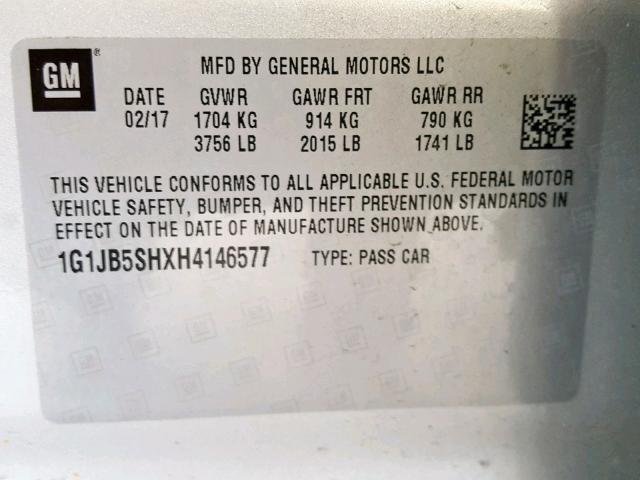 GM ® MFD BY GENERAL MOTORS LLC
DATE GVWR GAWR FRT GAWR RR
02/17 1704 KG 914 KG 790 KG
3756 LB 2015 LB 1741 LB
THIS VEHICLE CONFORMS TO ALL APPLICABLE U.S. FEDERAL MOTOR
VEHICLE SAFETY, BUMPER, AND THEFT PREVENTION STANDARDS IN
EFFECT ON THE DATE OF MANUFACTURE SHOWN ABOVE.
1G1JB5SHXH4146577 TYPE: PASS CAR